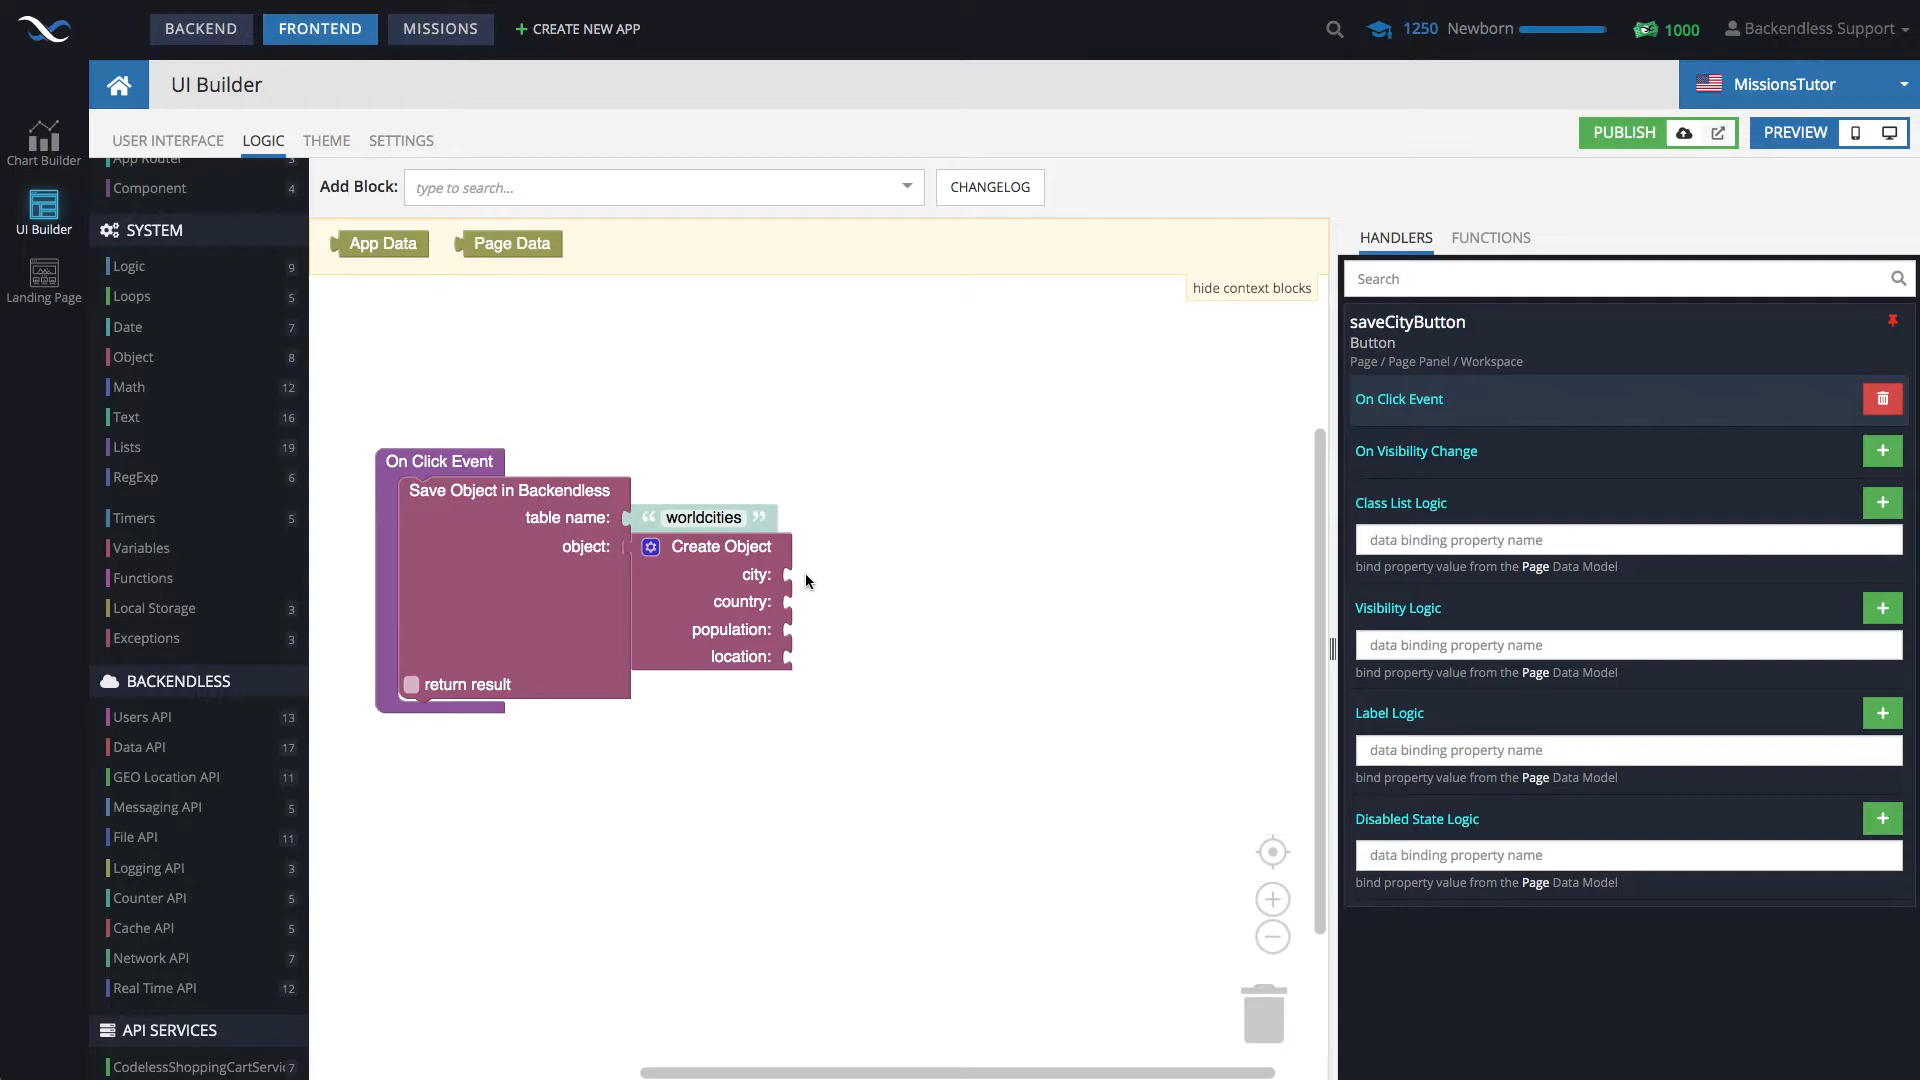 BACKEND
FRONTEND
MISSIONS
+ CREATE NEW APP
1250 Newborn
1000
Backendless Support
UI Builder
MissionsTutor
USER INTERFACE
LOGIC
THEME
SETTINGS
PUBLISH
PREVIEW
Chart Builder
UI Builder
Landing Page
App Router 3
Component 4
SYSTEM
Logic 9
Loops 5
Date 7
Object 8
Math 12
Text 16
Lists 19
RegExp 6
Timers 5
Variables
Functions
Local Storage 3
Exceptions 3
BACKENDLESS
Users API 13
Data API 17
GEO Location API 11
Messaging API 5
File API 11
Logging API 3
Counter API 5
Cache API 5
Network API 7
Real Time API 12
API SERVICES
CodelessShoppingCartServi 7
Add Block:
type to search...
CHANGELOG
App Data
Page Data
hide context blocks
On Click Event
Save Object in Backendless
table name: “ worldcities ”
object: Create Object
city:
country:
population:
location:
return result
HANDLERS
FUNCTIONS
Search
saveCityButton
Button
Page / Page Panel / Workspace
On Click Event
On Visibility Change
Class List Logic
data binding property name
bind property value from the Page Data Model
Visibility Logic
data binding property name
bind property value from the Page Data Model
Label Logic
data binding property name
bind property value from the Page Data Model
Disabled State Logic
data binding property name
bind property value from the Page Data Model